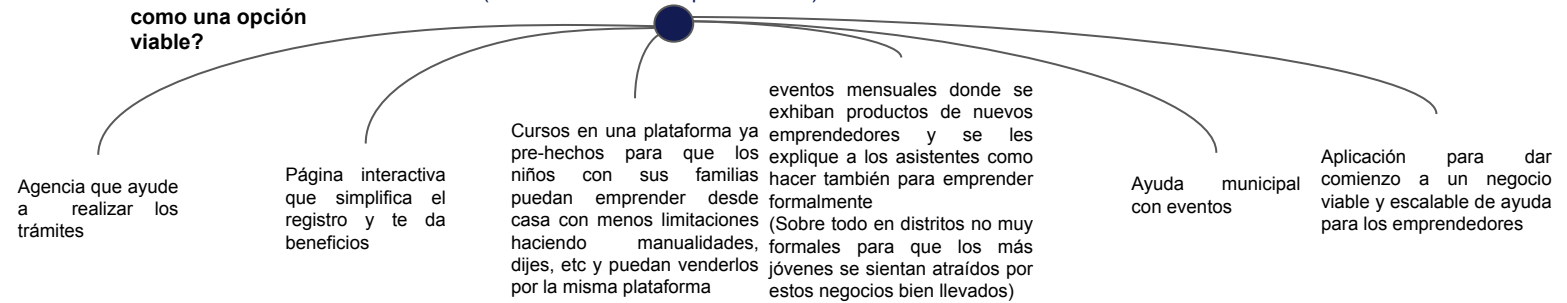 como una opción
viable?
Agencia que ayude
a realizar los
trámites
Página interactiva
que simplifica el
registro y te da
beneficios
Cursos en una plataforma ya
pre-hechos para que los
niños con sus familias
puedan emprender desde
casa con menos limitaciones
haciendo manualidades,
dijes, etc y puedan venderlos
por la misma plataforma
eventos mensuales donde se
exhiban productos de nuevos
emprendedores y se les
explique a los asistentes como
hacer también para emprender
formalmente
(Sobre todo en distritos no muy
formales para que los más
jóvenes se sientan atraídos por
estos negocios bien llevados)
Ayuda municipal
con eventos
Aplicación para dar
comienzo a un negocio
viable y escalable de ayuda
para los emprendedores